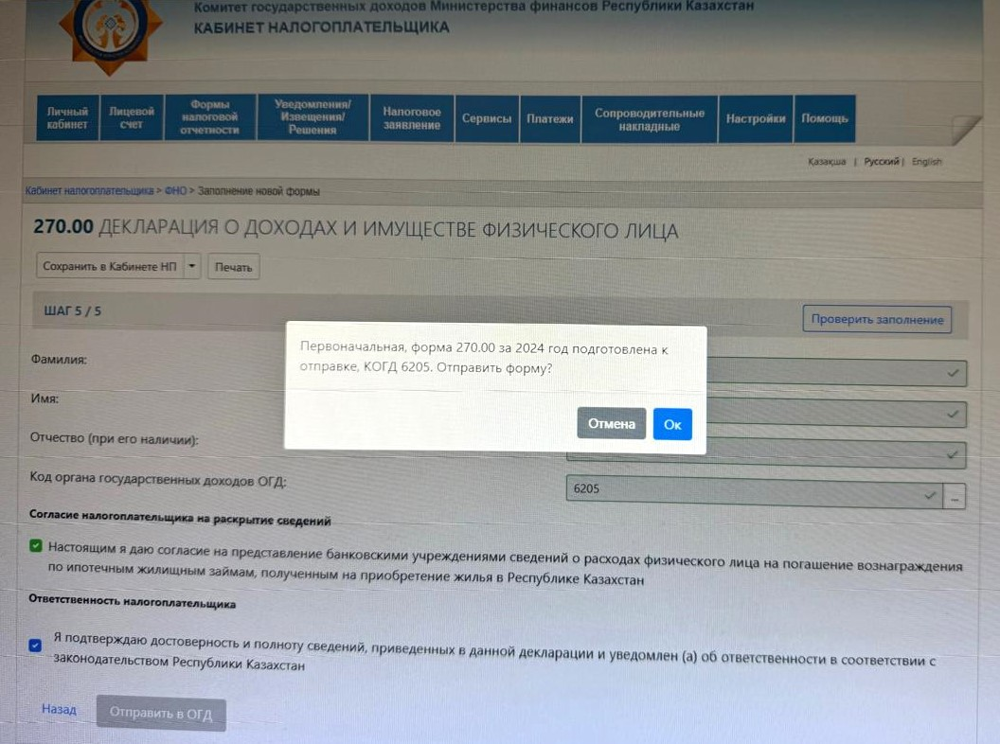 Комитет государственных доходов Министерства финансов Республики Казахстан
КАБИНЕТ НАЛОГОПЛАТЕЛЬЩИКА
Личный кабинет
Лицевой счет
Формы налоговой отчетности
Уведомления/ Извещения/ Решения
Налоговое заявление
Сервисы
Платежи
Сопроводительные накладные
Настройки
Помощь
Қазақша | Русский | English
Кабинет налогоплательщика > ФНО > Заполнение новой формы
270.00 ДЕКЛАРАЦИЯ О ДОХОДАХ И ИМУЩЕСТВЕ ФИЗИЧЕСКОГО ЛИЦА
Сохранить в Кабинете НП
Печать
ШАГ 5 / 5
Проверить заполнение
Первоначальная, форма 270.00 за 2024 год подготовлена к
отправке, КОГД 6205. Отправить форму?
Отмена
Ок
Фамилия:
Имя:
Отчество (при его наличии):
Код органа государственных доходов ОГД:
6205
...
Согласие налогоплательщика на раскрытие сведений
Настоящим я даю согласие на представление банковскими учреждениями сведений о расходах физического лица на погашение вознаграждения
по ипотечным жилищным займам, полученным на приобретение жилья в Республике Казахстан
Ответственность налогоплательщика
Я подтверждаю достоверность и полноту сведений, приведенных в данной декларации и уведомлен (а) об ответственности в соответствии с
законодательством Республики Казахстан
Назад
Отправить в ОГД